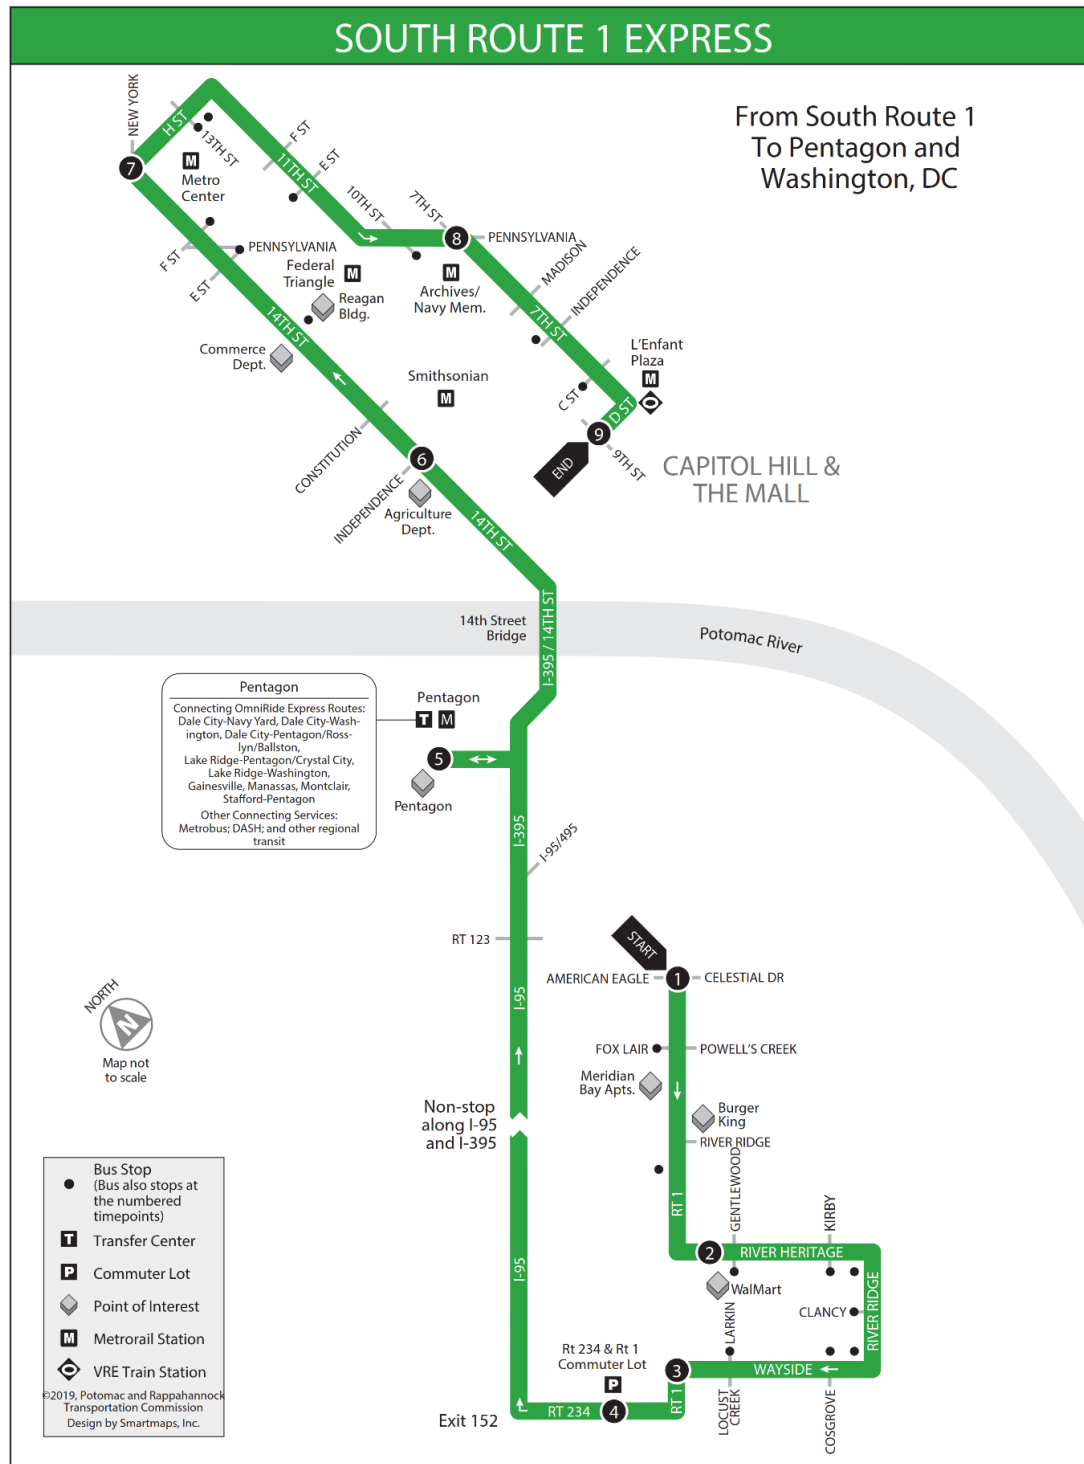 SOUTH ROUTE 1 EXPRESS
From South Route 1
To Pentagon and
Washington, DC
NEW YORK
H ST
13TH ST
7
M
Metro
Center
F ST
11TH ST
E ST
10TH ST
7TH ST
8
PENNSYLVANIA
M
Archives/
Navy Mem.
MADISON
INDEPENDENCE
7TH ST
F ST
E ST
PENNSYLVANIA
Federal
Triangle
M
Reagan
Bldg.
14TH ST
Commerce
Dept.
Smithsonian
M
L'Enfant
Plaza
M
C ST
D ST
9
9TH ST
END
CAPITOL HILL &
THE MALL
CONSTITUTION
6
INDEPENDENCE
Agriculture
Dept.
14TH ST
14th Street
Bridge
I-395 / 14TH ST
Potomac River
Pentagon
Connecting OmniRide Express Routes:
Dale City-Navy Yard, Dale City-Wash-
ington, Dale City-Pentagon/Ross-
lyn/Ballston,
Lake Ridge-Pentagon/Crystal City,
Lake Ridge-Washington,
Gainesville, Manassas, Montclair,
Stafford-Pentagon
Other Connecting Services:
Metrobus; DASH; and other regional
transit
Pentagon
T M
5
Pentagon
I-395
I-95/495
RT 123
I-95
START
AMERICAN EAGLE
1
CELESTIAL DR
FOX LAIR
POWELL'S CREEK
Meridian
Bay Apts.
Burger
King
RIVER RIDGE
RT 1
GENTLEWOOD
KIRBY
2
RIVER HERITAGE
WalMart
CLANCY
RIVER RIDGE
LARKIN
3
WAYSIDE
LOCUST
CREEK
COSGROVE
RT 1
Rt 234 & Rt 1
Commuter Lot
P
4
RT 234
Exit 152
I-95
Non-stop
along I-95
and I-395
NORTH
N
Map not
to scale
Bus Stop
(Bus also stops at
the numbered
timepoints)
T Transfer Center
P Commuter Lot
Point of Interest
M Metrorail Station
VRE Train Station
©2019, Potomac and Rappahannock
Transportation Commission
Design by Smartmaps, Inc.